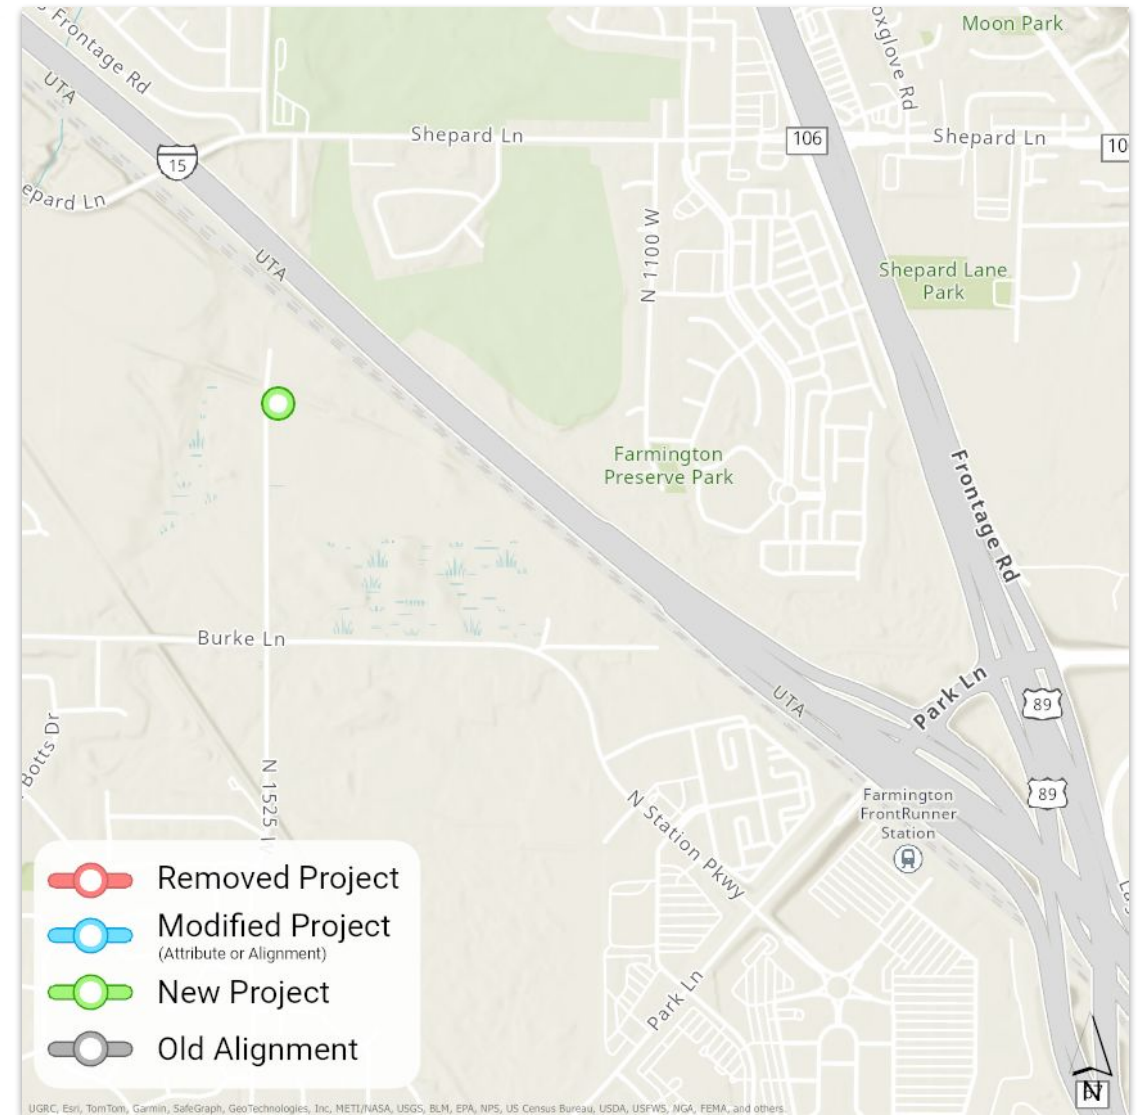 Frontage Rd
oxglove Rd
Moon Park
UTA
Shepard Ln
106
Shepard Ln
10
15
epard Ln
UTA
N 1100 W
Shepard Lane
Park
Farmington
Preserve Park
Frontage Rd
Burke Ln
Park Ln
UTA
89
Botts Dr
N 1525 W
89
Farmington
FrontRunner
Station
N Station Pkwy
Park Ln
Removed Project
Modified Project
(Attribute or Alignment)
New Project
Old Alignment
N
UGRC, Esri, TomTom, Garmin, SafeGraph, GeoTechnologies, Inc, METI/NASA, USGS, BLM, EPA, NPS, US Census Bureau, USDA, USFWS, NGA, FEMA, and others